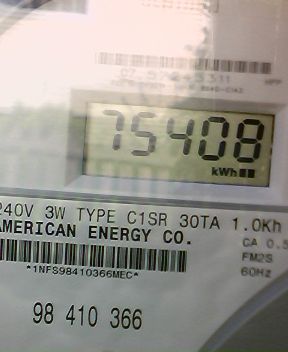 75408
kWh
240V 3W TYPE C1SR 30TA 1.0Kh
AMERICAN ENERGY CO.
CA 0.5
FM2S
60Hz
*1NFS98410366MEC*
98 410 366